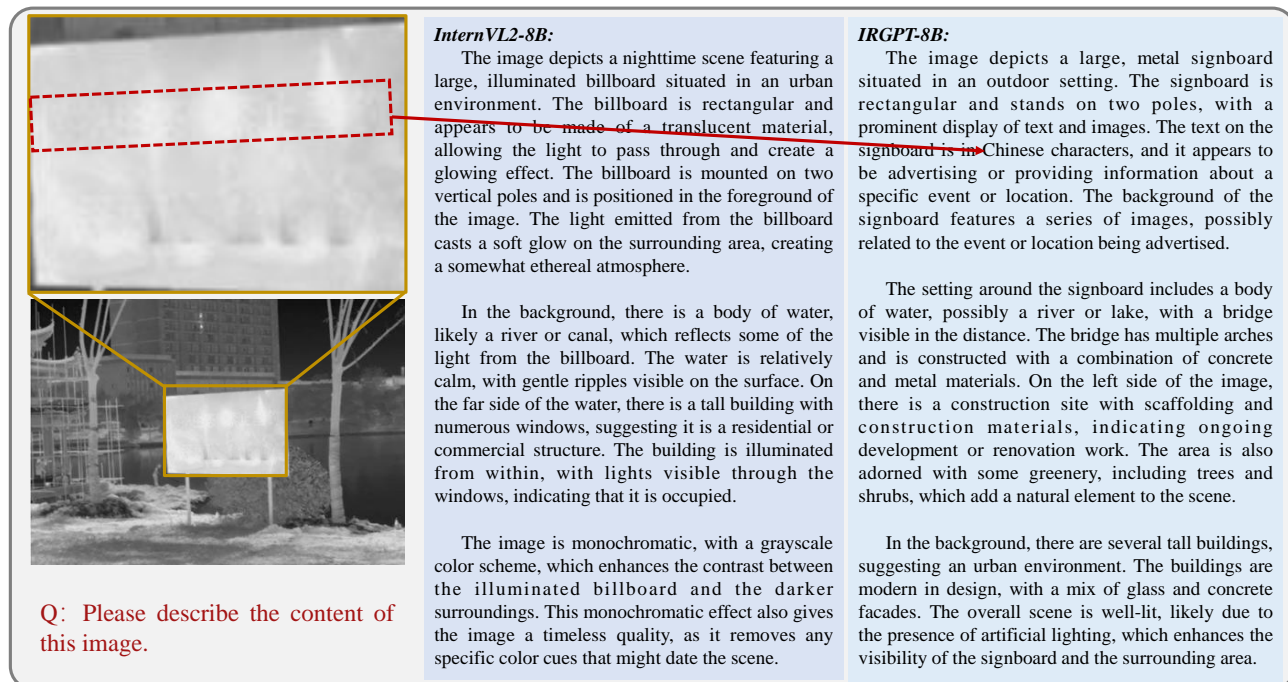 InternVL2-8B:
The image depicts a nighttime scene featuring a
large, illuminated billboard situated in an urban
environment. The billboard is rectangular and
appears to be made of a translucent material,
allowing the light to pass through and create a
glowing effect. The billboard is mounted on two
vertical poles and is positioned in the foreground of
the image. The light emitted from the billboard
casts a soft glow on the surrounding area, creating
a somewhat ethereal atmosphere.
In the background, there is a body of water,
likely a river or canal, which reflects some of the
light from the billboard. The water is relatively
calm, with gentle ripples visible on the surface. On
the far side of the water, there is a tall building with
numerous windows, suggesting it is a residential or
commercial structure. The building is illuminated
from within, with lights visible through the
windows, indicating that it is occupied.
The image is monochromatic, with a grayscale
color scheme, which enhances the contrast between
the illuminated billboard and the darker
surroundings. This monochromatic effect also gives
the image a timeless quality, as it removes any
specific color cues that might date the scene.
IRGPT-8B:
The image depicts a large, metal signboard
situated in an outdoor setting. The signboard is
rectangular and stands on two poles, with a
prominent display of text and images. The text on the
signboard is in Chinese characters, and it appears to
be advertising or providing information about a
specific event or location. The background of the
signboard features a series of images, possibly
related to the event or location being advertised.
The setting around the signboard includes a body
of water, possibly a river or lake, with a bridge
visible in the distance. The bridge has multiple arches
and is constructed with a combination of concrete
and metal materials. On the left side of the image,
there is a construction site with scaffolding and
construction materials, indicating ongoing
development or renovation work. The area is also
adorned with some greenery, including trees and
shrubs, which add a natural element to the scene.
In the background, there are several tall buildings,
suggesting an urban environment. The buildings are
modern in design, with a mix of glass and concrete
facades. The overall scene is well-lit, likely due to
the presence of artificial lighting, which enhances the
visibility of the signboard and the surrounding area.
Q: Please describe the content of
this image.